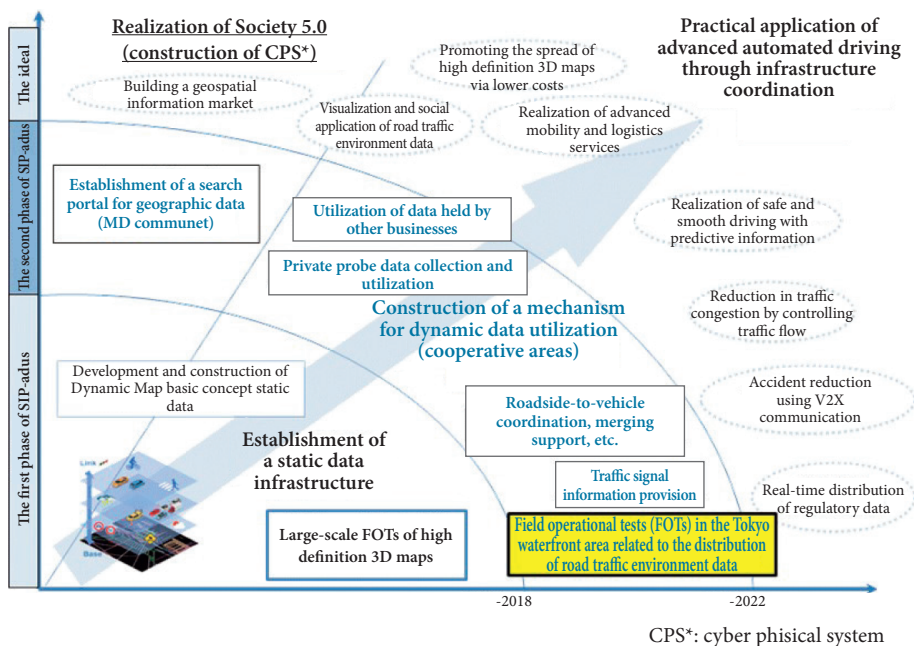 Realization of Society 5.0
(construction of CPS*)
Practical application of
advanced automated driving
through infrastructure
coordination
The ideal
Building a geospatial
information market
Promoting the spread of
high definition 3D maps
via lower costs
Visualization and social
application of road traffic
environment data
Realization of advanced
mobility and logistics
services
The second phase of SIP-adus
Establishment of a search
portal for geographic data
(MD communet)
Utilization of data held by
other businesses
Private probe data collection and
utilization
Realization of safe and
smooth driving with
predictive information
Construction of a mechanism
for dynamic data utilization
(cooperative areas)
Reduction in traffic
congestion by controlling
traffic flow
The first phase of SIP-adus
Development and construction of
Dynamic Map basic concept static
data
Roadside-to-vehicle
coordination, merging
support, etc.
Accident reduction
using V2X
communication
Establishment of
a static data
infrastructure
Link
Base
Traffic signal
information provision
Real-time distribution
of regulatory data
Large-scale FOTs of high
definition 3D maps
Field operational tests (FOTs) in the Tokyo
waterfront area related to the distribution
of road traffic environment data
-2018
-2022
CPS*: cyber phisical system